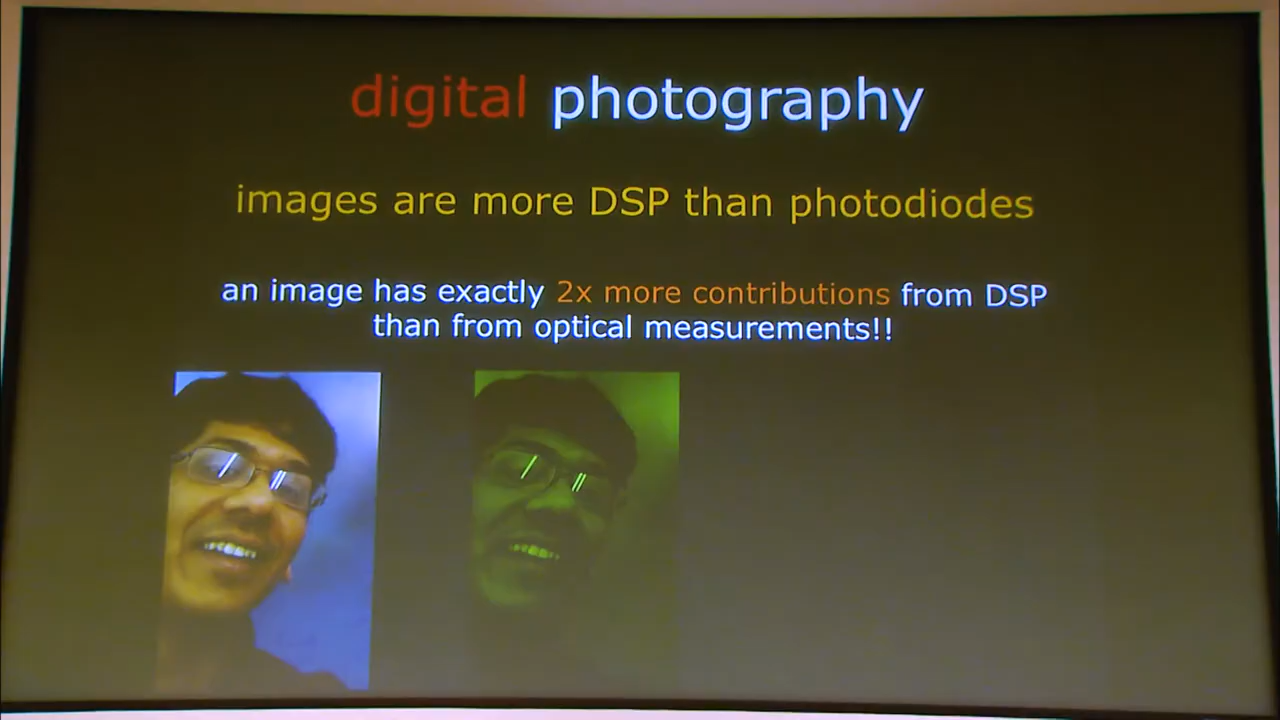 digital photography
images are more DSP than photodiodes
an image has exactly 2x more contributions from DSP
than from optical measurements!!